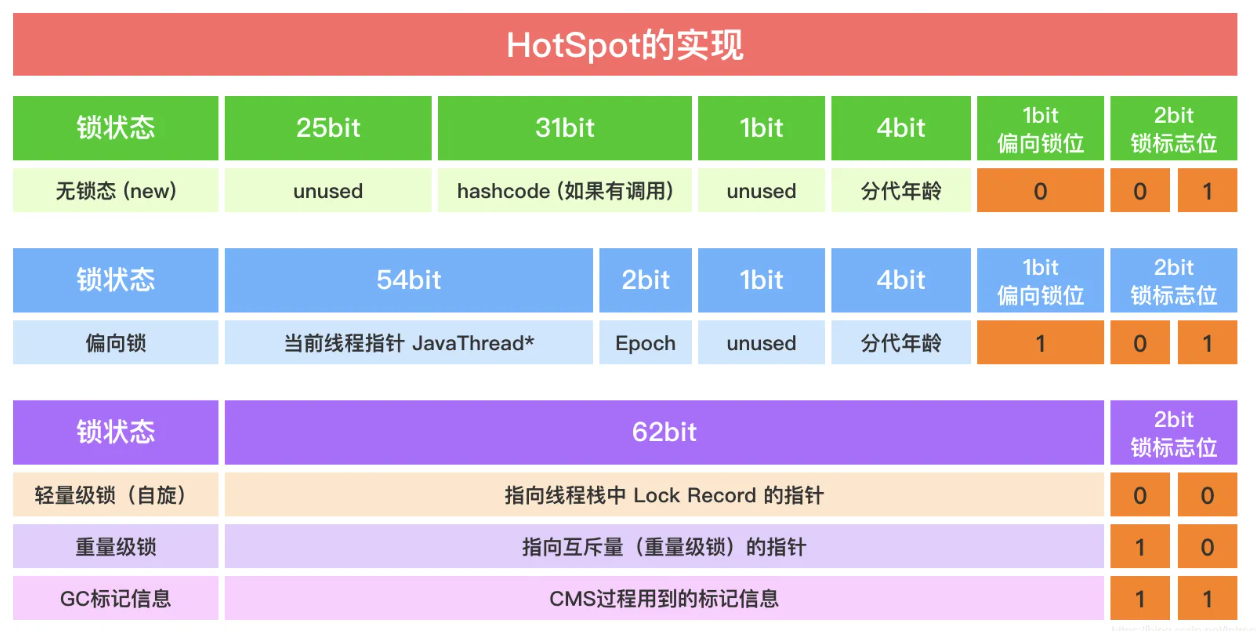 HotSpot的实现
锁状态 25bit 31bit 1bit 4bit 1bit 偏向锁位 2bit 锁标志位
无锁态 (new) unused hashcode (如果有调用) unused 分代年龄 0 0 1
锁状态 54bit 2bit 1bit 4bit 1bit 偏向锁位 2bit 锁标志位
偏向锁 当前线程指针 JavaThread* Epoch unused 分代年龄 1 0 1
锁状态 62bit 2bit 锁标志位
轻量级锁（自旋） 指向线程栈中 Lock Record 的指针 0 0
重量级锁 指向互斥量（重量级锁）的指针 1 0
GC标记信息 CMS过程用到的标记信息 1 1